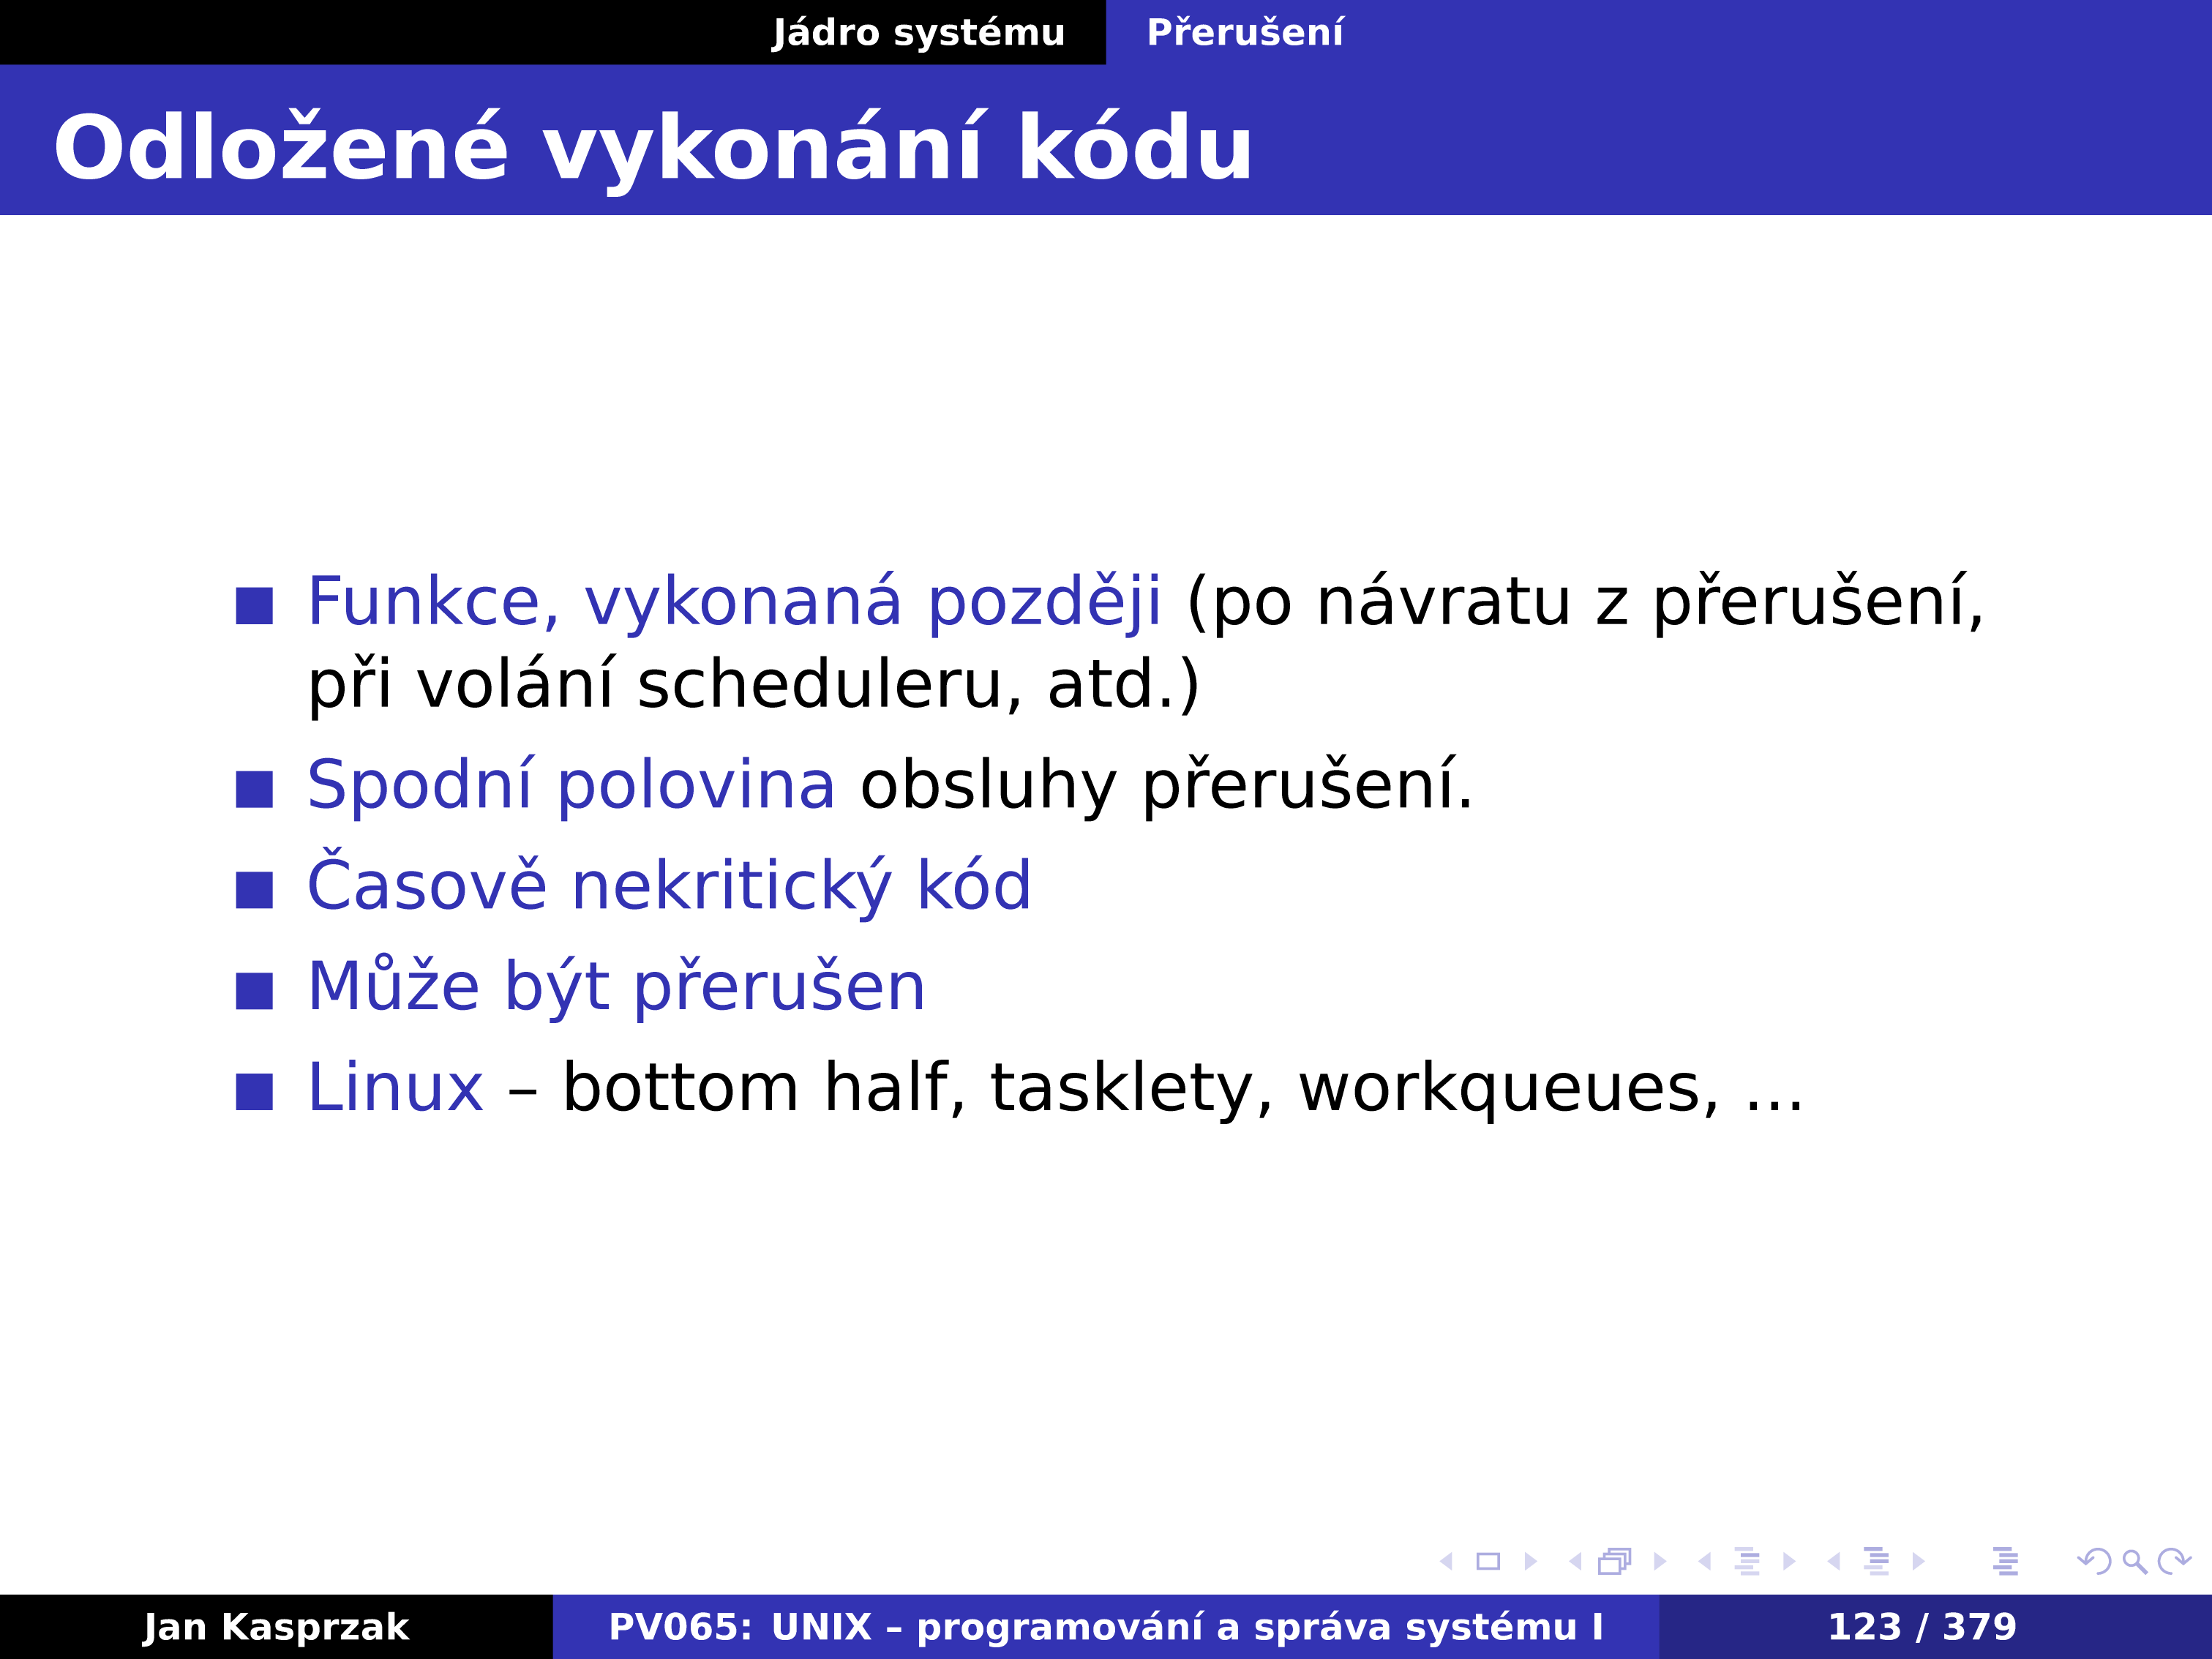 Jádro systému Přerušení
Odložené vykonání kódu
Funkce, vykonaná později (po návratu z přerušení,
při volání scheduleru, atd.)
Spodní polovina obsluhy přerušení.
Časově nekritický kód
Může být přerušen
Linux – bottom half, tasklety, workqueues, ...
Jan Kasprzak PV065: UNIX – programování a správa systému I 123 / 379